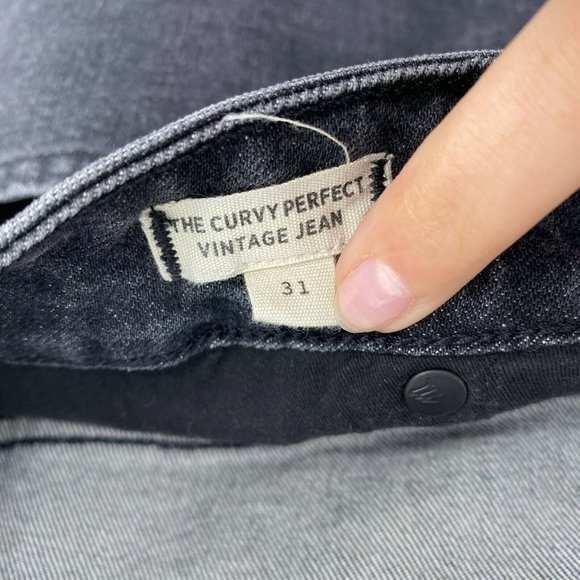 THE CURVY PERFECT
VINTAGE JEAN
31